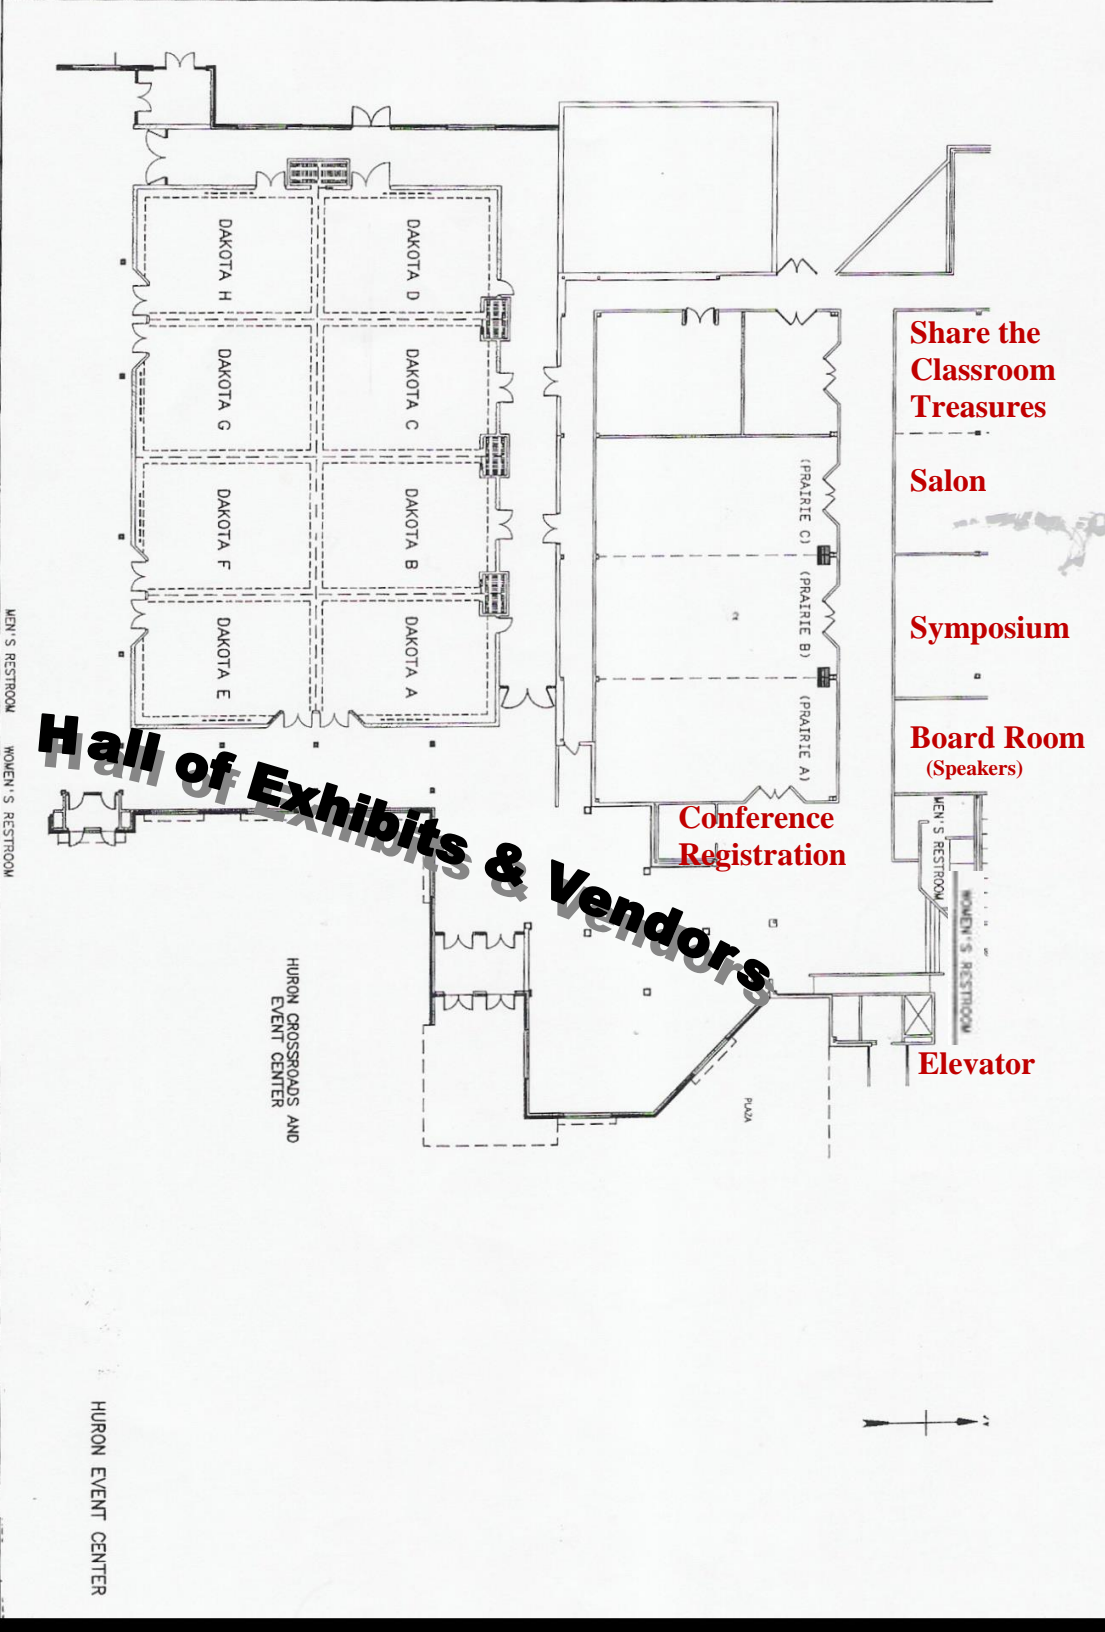 DAKOTA H
DAKOTA D
DAKOTA G
DAKOTA C
DAKOTA F
DAKOTA B
DAKOTA E
DAKOTA A
(PRAIRIE C)
(PRAIRIE B)
(PRAIRIE A)
Share the
Classroom
Treasures
Salon
Symposium
Board Room
(Speakers)
MEN'S RESTROOM
WOMEN'S RESTROOM
Hall of Exhibits & Vendors
Conference
Registration
MEN'S RESTROOM
WOMEN'S RESTROOM
Elevator
HURON CROSSROADS AND
EVENT CENTER
PLAZA
HURON EVENT CENTER